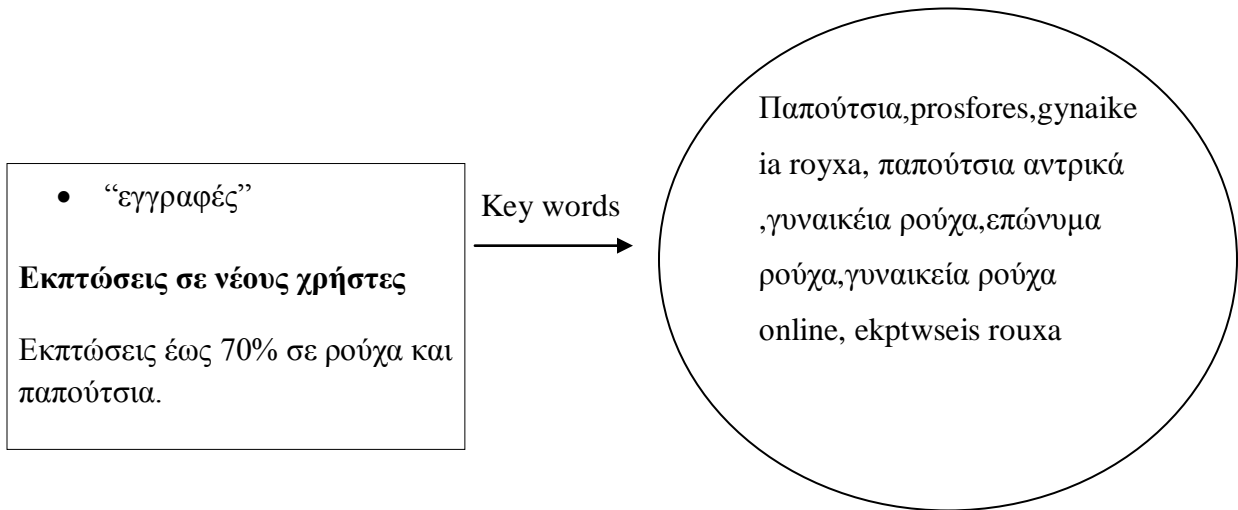 • “εγγραφές”
Εκπτώσεις σε νέους χρήστες
Εκπτώσεις έως 70% σε ρούχα και
παπούτσια.
Key words
Παπούτσια,prosfores,gynaike
ia royxa, παπούτσια αντρικά
,γυναικέια ρούχα,επώνυμα
ρούχα,γυναικεία ρούχα
online, ekptwseis rouxa